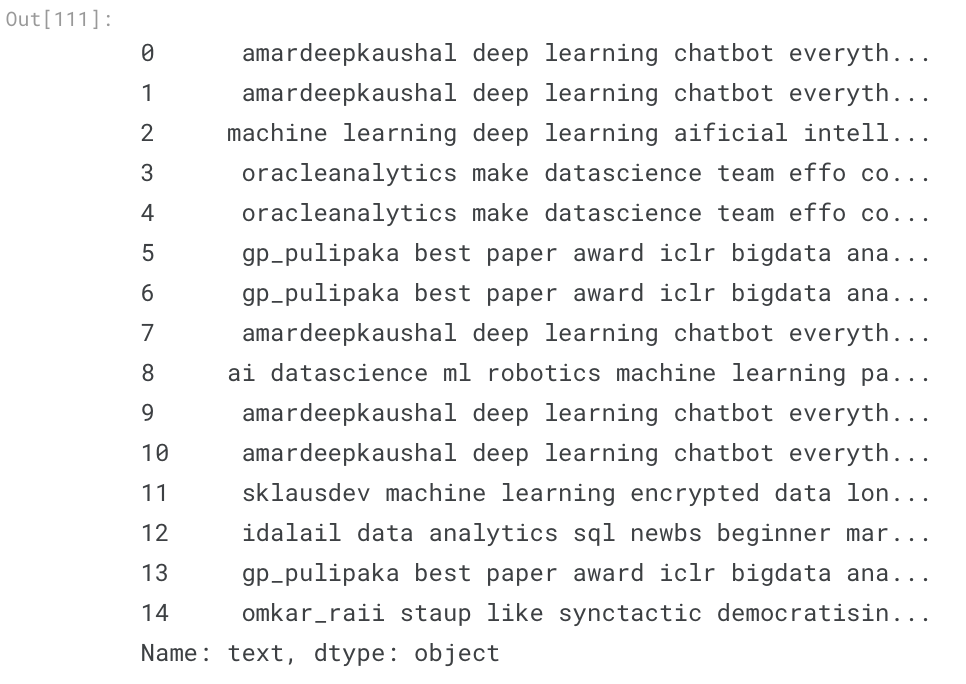 Out[111]:
0 amardeepkaushal deep learning chatbot everyth...
1 amardeepkaushal deep learning chatbot everyth...
2 machine learning deep learning aificial intell...
3 oracleanalytics make datascience team effo co...
4 oracleanalytics make datascience team effo co...
5 gp_pulipaka best paper award iclr bigdata ana...
6 gp_pulipaka best paper award iclr bigdata ana...
7 amardeepkaushal deep learning chatbot everyth...
8 ai datascience ml robotics machine learning pa...
9 amardeepkaushal deep learning chatbot everyth...
10 amardeepkaushal deep learning chatbot everyth...
11 sklausdev machine learning encrypted data lon...
12 idalail data analytics sql newbs beginner mar...
13 gp_pulipaka best paper award iclr bigdata ana...
14 omkar_raii staup like synctactic democratisin...
Name: text, dtype: object